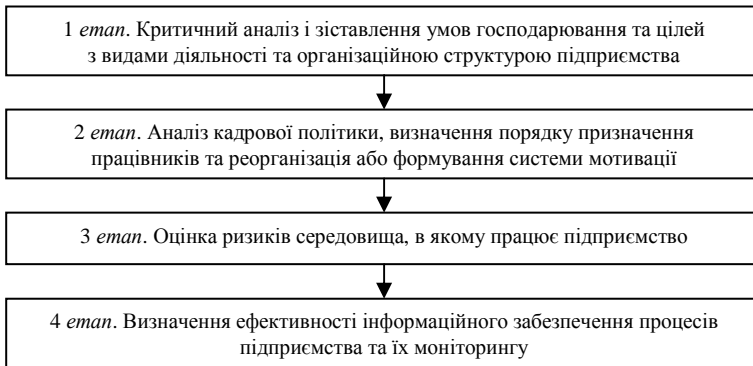 1 етап. Критичний аналіз і зіставлення умов господарювання та цілей
з видами діяльності та організаційною структурою підприємства
2 етап. Аналіз кадрової політики, визначення порядку призначення
працівників та реорганізація або формування системи мотивації
3 етап. Оцінка ризиків середовища, в якому працює підприємство
4 етап. Визначення ефективності інформаційного забезпечення процесів
підприємства та їх моніторингу